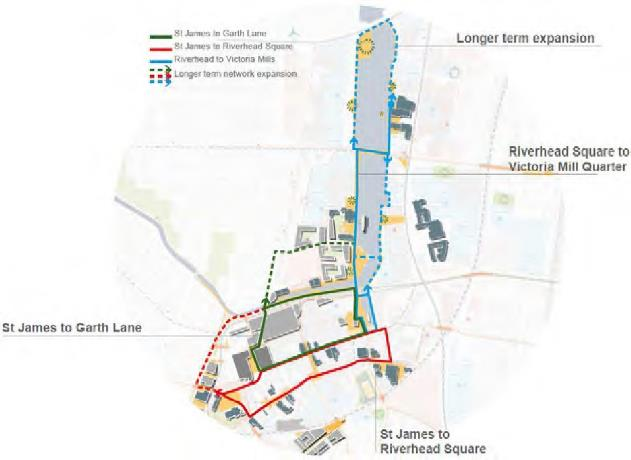 St James to Garth Lane
St James to Riverhead Square
Riverhead to Victoria Mills
Longer term network expansion
Longer term expansion
Riverhead Square to
Victoria Mill Quarter
St James to Garth Lane
St James to
Riverhead Square